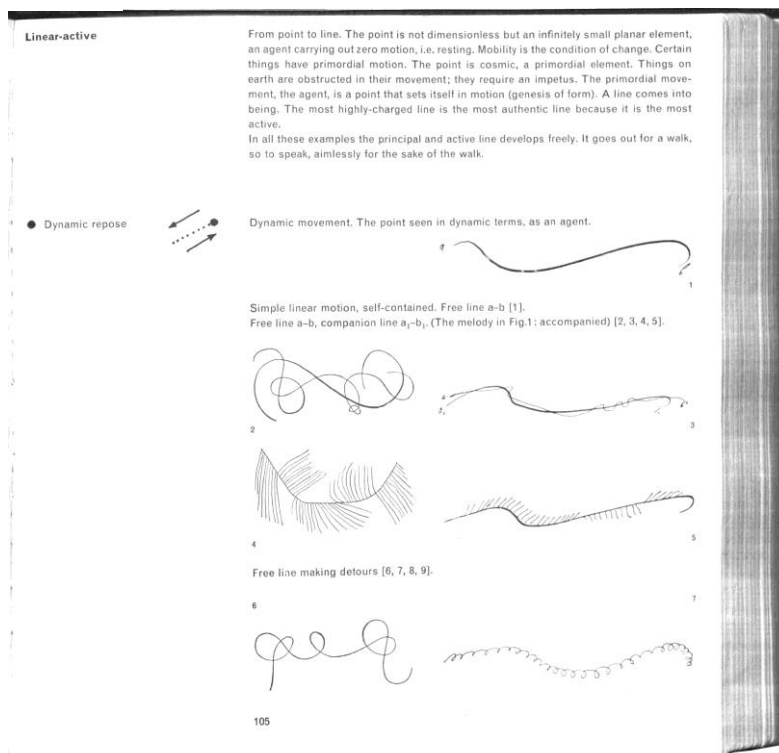 Linear-active
From point to line. The point is not dimensionless but an infinitely small planar element,
an agent carrying out zero motion, i.e. resting. Mobility is the condition of change. Certain
things have primordial motion. The point is cosmic, a primordial element. Things on
earth are obstructed in their movement; they require an impetus. The primordial move-
ment, the agent, is a point that sets itself in motion (genesis of form). A line comes into
being. The most highly-charged line is the most authentic line because it is the most
active.
In all these examples the principal and active line develops freely. It goes out for a walk,
so to speak, aimlessly for the sake of the walk.
● Dynamic repose
Dynamic movement. The point seen in dynamic terms, as an agent.
1
Simple linear motion, self-contained. Free line a–b [1].
Free line a–b, companion line a₁–b₁. (The melody in Fig.1: accompanied) [2, 3, 4, 5].
2
3
4
5
Free line making detours [6, 7, 8, 9].
6
7
105